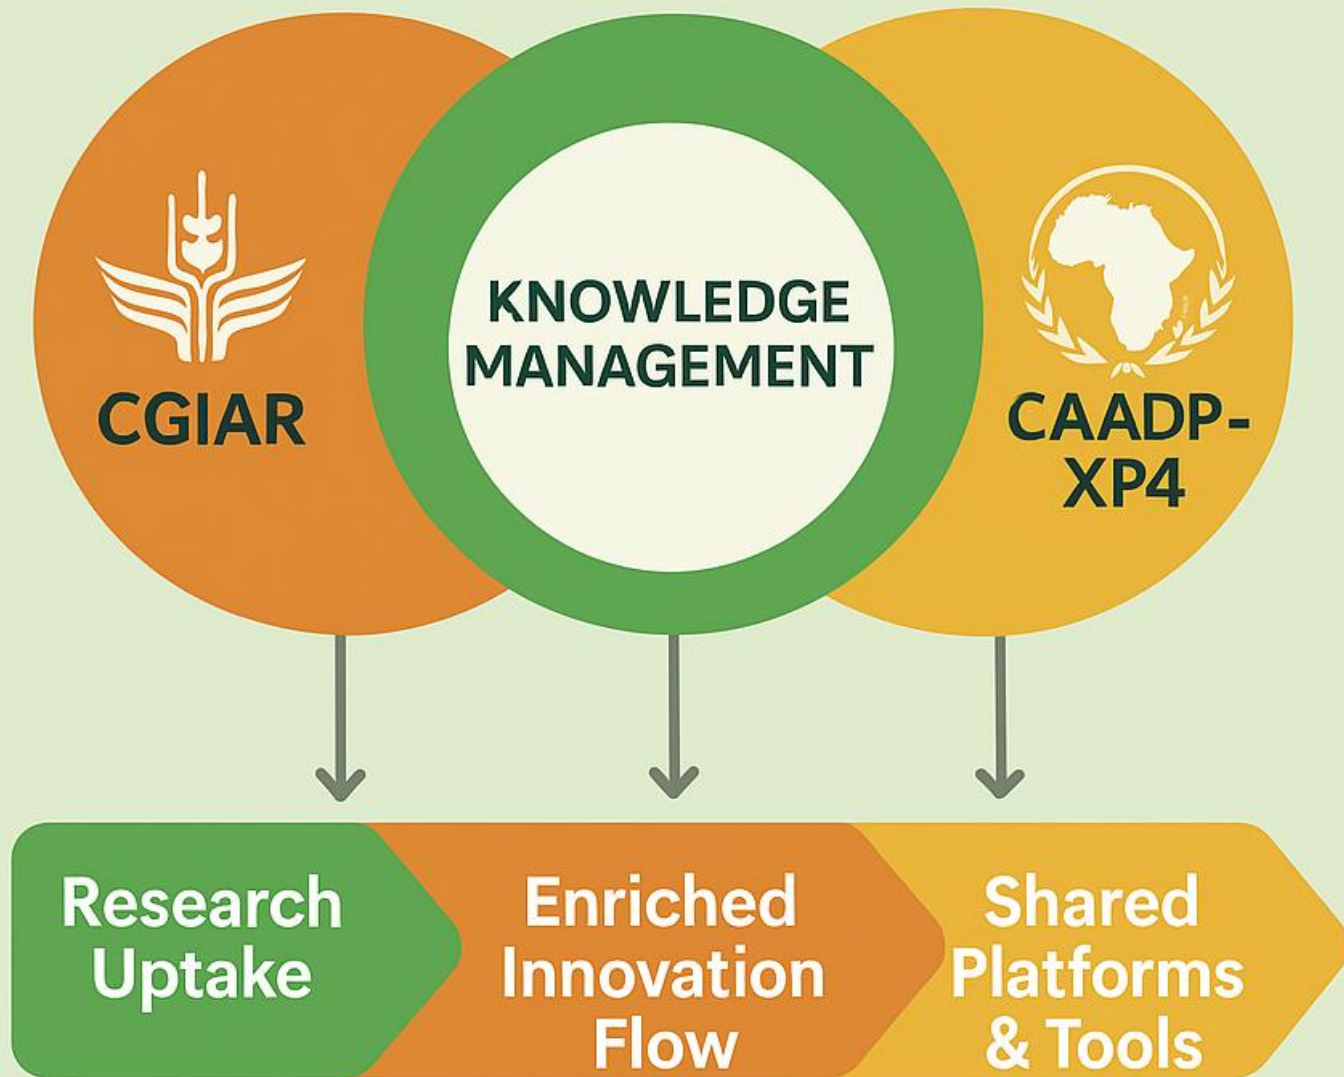 CGIAR
KNOWLEDGE
MANAGEMENT
CAADP-
XP4
Research
Uptake
Enriched
Innovation
Flow
Shared
Platforms
& Tools